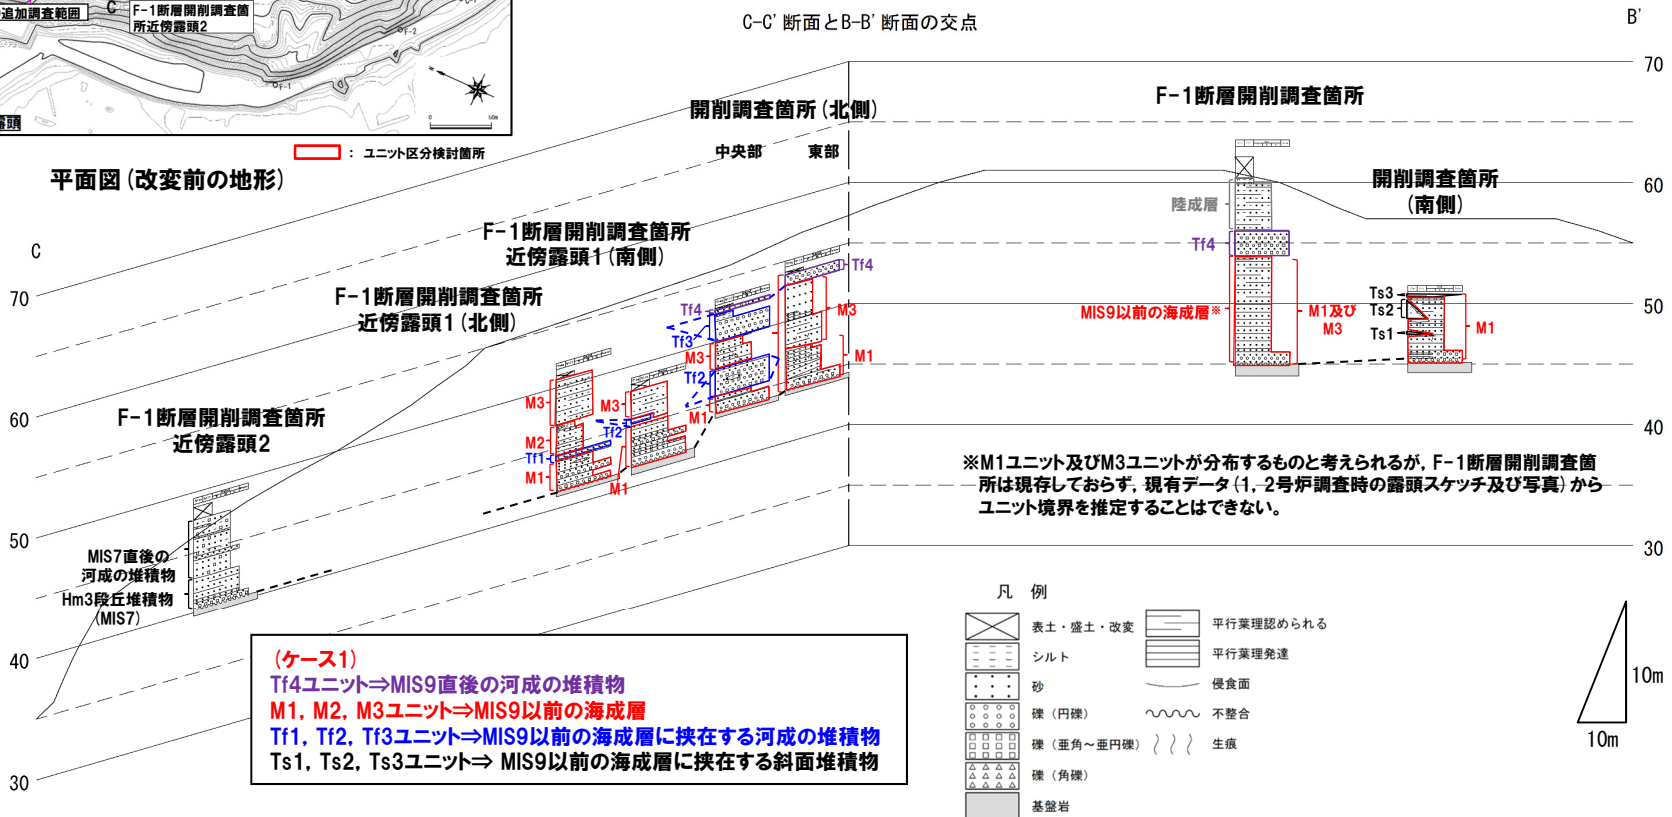 追加調査範囲
C
F-1断層開削調査箇
所近傍露頭2
F-2
F-1
0
50m
露頭
：ユニット区分検討箇所
平面図(改変前の地形)
C-C'断面とB-B'断面の交点
B'
C
70
60
50
40
30
70
60
50
40
30
開削調査箇所(北側)
中央部
東部
F-1断層開削調査箇所
開削調査箇所
(南側)
F-1断層開削調査箇所
近傍露頭1(南側)
F-1断層開削調査箇所
近傍露頭1(北側)
F-1断層開削調査箇所
近傍露頭2
MIS7直後の
河成の堆積物
Hm3段丘堆積物
(MIS7)
M3
M2
Tf1
M1
M3
Tf2
M1
Tf4
Tf3
M3
Tf2
M1
Tf4
M3
M1
陸成層
Tf4
MIS9以前の海成層※
M1及び
M3
Ts3
Ts2
Ts1
M1
※M1ユニット及びM3ユニットが分布するものと考えられるが，F-1断層開削調査箇
所は現存しておらず，現有データ(1，2号炉調査時の露頭スケッチ及び写真)から
ユニット境界を推定することはできない。
(ケース1)
Tf4ユニット⇒MIS9直後の河成の堆積物
M1，M2，M3ユニット⇒MIS9以前の海成層
Tf1，Tf2，Tf3ユニット⇒MIS9以前の海成層に挟在する河成の堆積物
Ts1，Ts2，Ts3ユニット⇒ MIS9以前の海成層に挟在する斜面堆積物
凡 例
表土・盛土・改変
シルト
砂
礫（円礫）
礫（亜角～亜円礫）
礫（角礫）
基盤岩
平行葉理認められる
平行葉理発達
侵食面
不整合
生痕
10m
10m